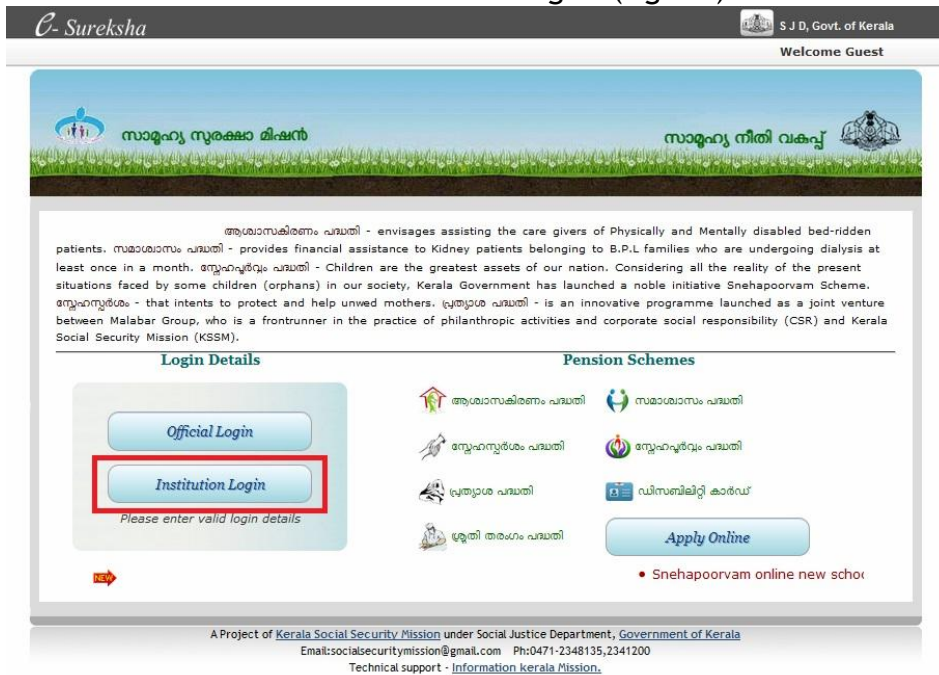 e- Sureksha
S J D, Govt. of Kerala
Welcome Guest
സാമൂഹ്യ സുരക്ഷാ മിഷൻ
സാമൂഹ്യ നീതി വകുപ്പ്
ആശ്വാസകിരണം പദ്ധതി - envisages assisting the care givers of Physically and Mentally disabled bed-ridden
patients. സമാശ്വാസം പദ്ധതി - provides financial assistance to Kidney patients belonging to B.P.L families who are undergoing dialysis at
least once in a month. സ്നേഹപൂർവ്വം പദ്ധതി - Children are the greatest assets of our nation. Considering all the reality of the present
situations faced by some children (orphans) in our society, Kerala Government has launched a noble initiative Snehapoorvam Scheme.
സ്നേഹസ്പർശം - that intents to protect and help unwed mothers. പ്രത്യാശ പദ്ധതി - is an innovative programme launched as a joint venture
between Malabar Group, who is a frontrunner in the practice of philanthropic activities and corporate social responsibility (CSR) and Kerala
Social Security Mission (KSSM).
Login Details
Pension Schemes
Official Login
Institution Login
Please enter valid login details
NEW
ആശ്വാസകിരണം പദ്ധതി
സമാശ്വാസം പദ്ധതി
സ്നേഹസ്പർശം പദ്ധതി
സ്നേഹപൂർവ്വം പദ്ധതി
പ്രത്യാശ പദ്ധതി
ഡിസബിലിറ്റി കാർഡ്
ശ്രുതി തരംഗം പദ്ധതി
Apply Online
• Snehapoorvam online new schoo
A Project of Kerala Social Security Mission under Social Justice Department, Government of Kerala
Email:socialsecuritymission@gmail.com Ph:0471-2348135,2341200
Technical support - Information kerala Mission.